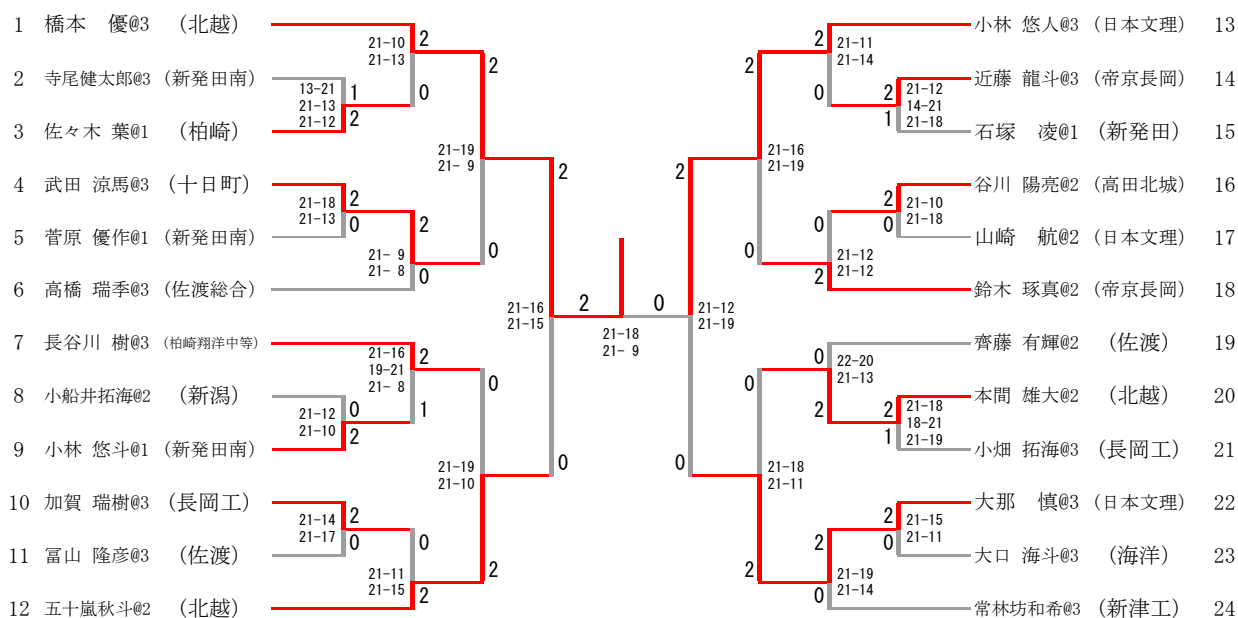 1 橋本 優@3 (北越)
2 寺尾健太郎@3 (新発田南)
3 佐々木 葉@1 (柏崎)
4 武田 涼馬@3 (十日町)
5 菅原 優作@1 (新発田南)
6 高橋 瑞季@3 (佐渡総合)
7 長谷川 樹@3 (柏崎翔洋中等)
8 小船井拓海@2 (新潟)
9 小林 悠斗@1 (新発田南)
10 加賀 瑞樹@3 (長岡工)
11 冨山 隆彦@3 (佐渡)
12 五十嵐秋斗@2 (北越)
21-10 2
21-13 0
13-21 1
21-13
21-12 2
21-18 2
21-13 0
21- 9 2
21- 8 0
21-16 2
19-21
21- 8 1
21-12 0
21-10 2
21-14 2
21-17 0
21-11 0
21-15 2
21-19 2
21- 9 0
21-19 0
21-10 2
21-16 2
21-15 0
2 0
21-18
21- 9
21-12 2
21-19 0
21-16 2
21-19 0
21-18 0
21-11 2
2 21-11
0 21-14
2 21-12
14-21
1 21-18
2 21-10
0 21-18
0 21-12
2 21-12
0 22-20
2 21-13
2 21-18
18-21
1 21-19
2 21-15
0 21-11
2 21-19
0 21-14
小林 悠人@3 (日本文理) 13
近藤 龍斗@3 (帝京長岡) 14
石塚 凌@1 (新発田) 15
谷川 陽亮@2 (高田北城) 16
山崎 航@2 (日本文理) 17
鈴木 琢真@2 (帝京長岡) 18
齊藤 有輝@2 (佐渡) 19
本間 雄大@2 (北越) 20
小畑 拓海@3 (長岡工) 21
大那 慎@3 (日本文理) 22
大口 海斗@3 (海洋) 23
常林坊和希@3 (新津工) 24